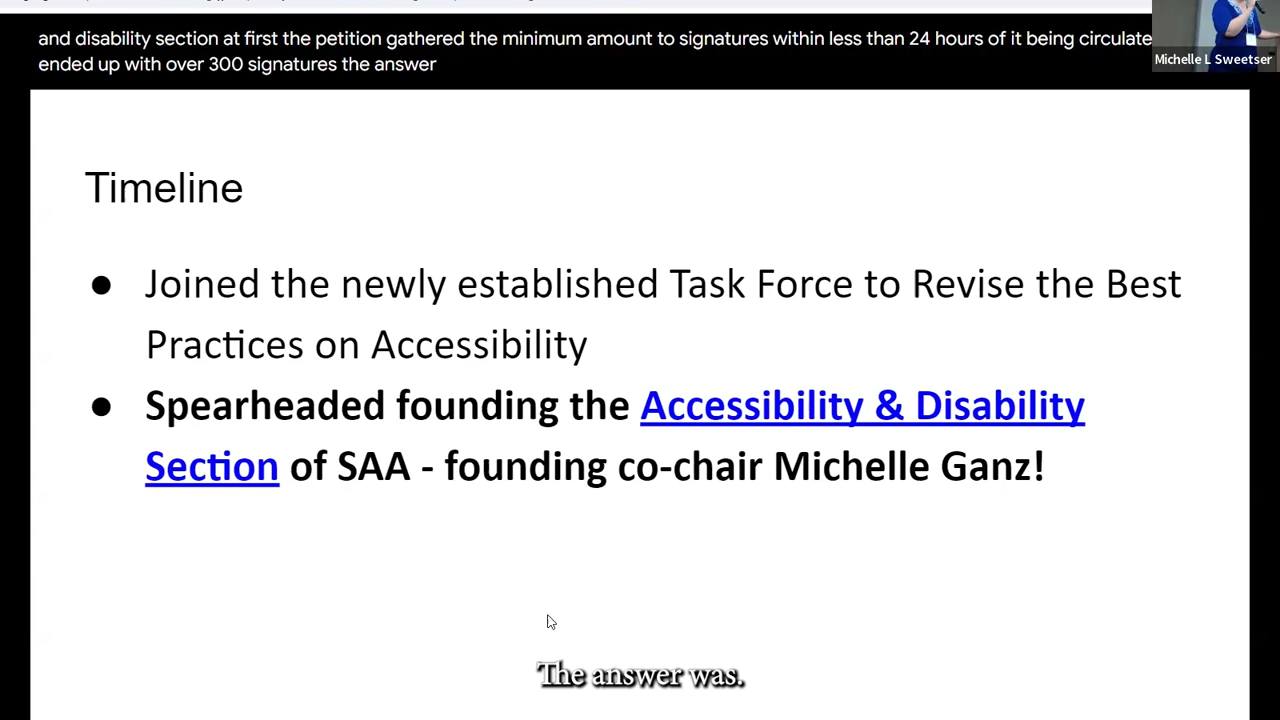 and disability section at first the petition gathered the minimum amount to signatures within less than 24 hours of it being circulate
ended up with over 300 signatures the answer
Michelle L Sweetser
Timeline
● Joined the newly established Task Force to Revise the Best
Practices on Accessibility
● Spearheaded founding the Accessibility & Disability
Section of SAA - founding co-chair Michelle Ganz!
The answer was.